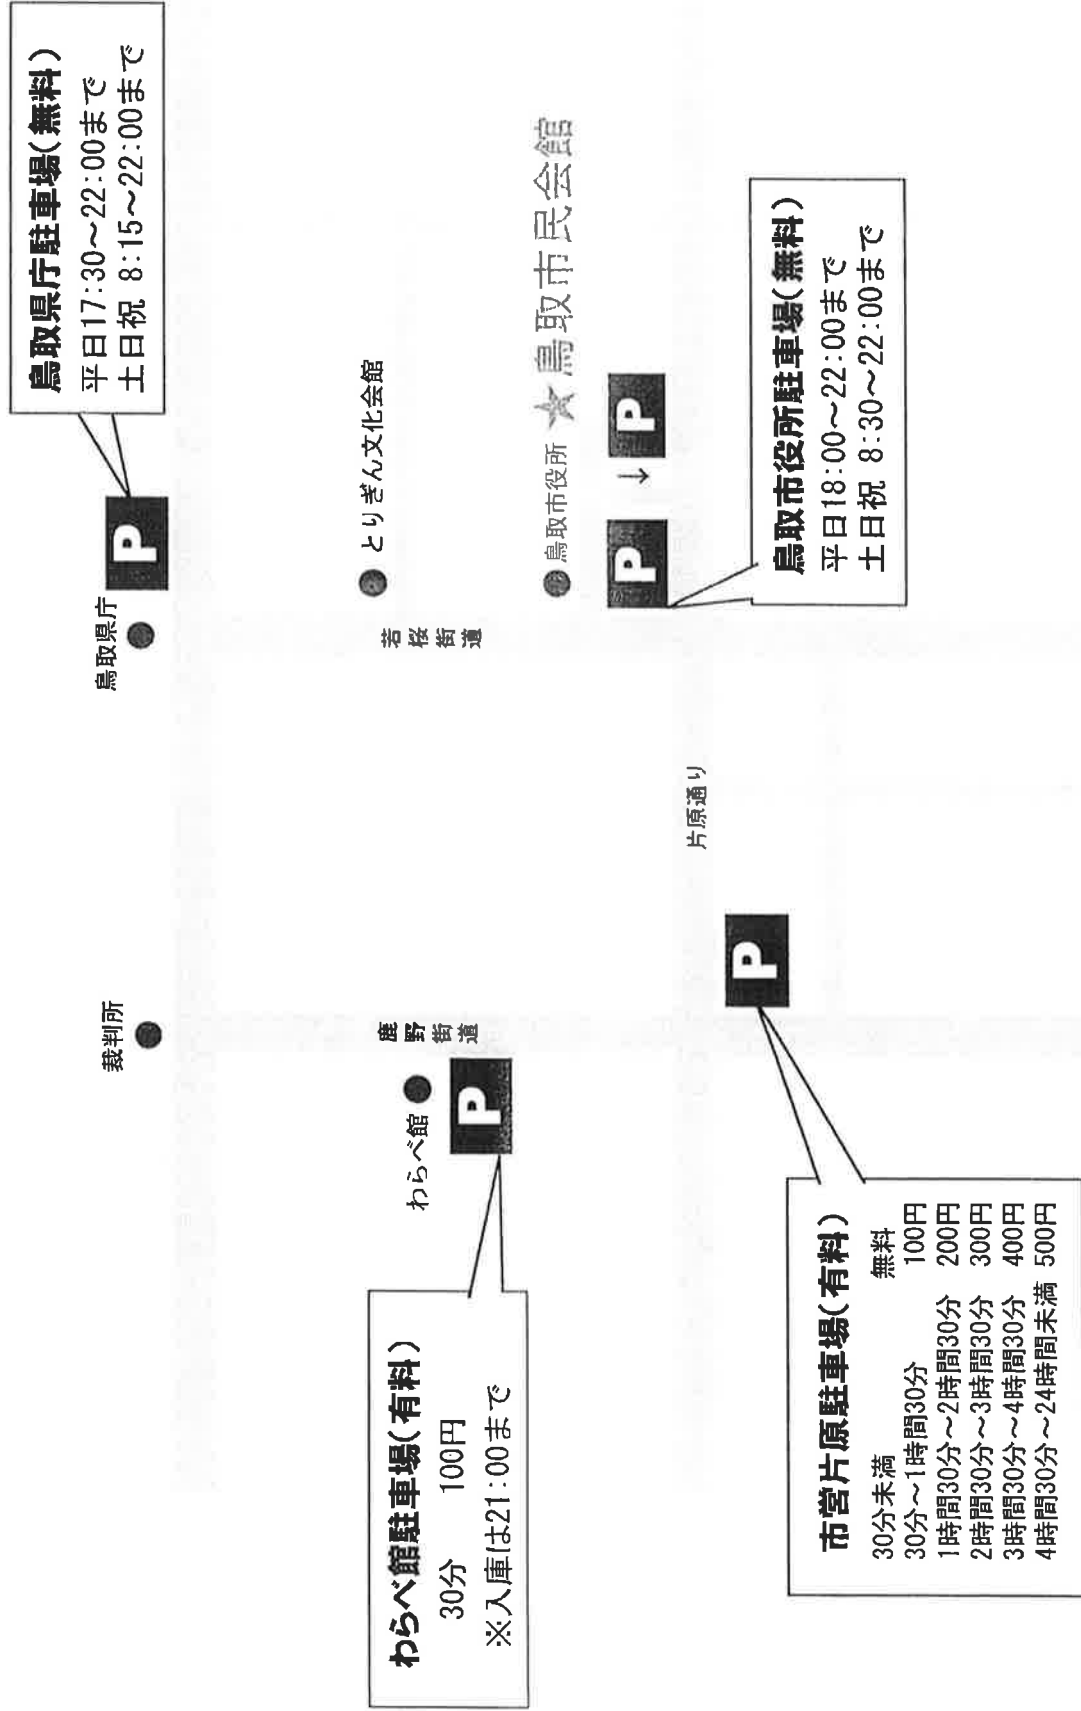 裁判所
鳥取県庁
P
鳥取県庁駐車場(無料)
平日17:30～22:00まで
土日祝 8:15～22:00まで
わらべ館
P
鹿野街道
若桜街道
とりぎん文化会館
わらべ館駐車場(有料)
30分 100円
※入庫は21:00まで
鳥取市役所
★鳥取市民会館
P → P
片原通り
P
鳥取市役所駐車場(無料)
平日18:00～22:00まで
土日祝 8:30～22:00まで
市営片原駐車場(有料)
30分未満 無料
30分～1時間30分 100円
1時間30分～2時間30分 200円
2時間30分～3時間30分 300円
3時間30分～4時間30分 400円
4時間30分～24時間未満 500円